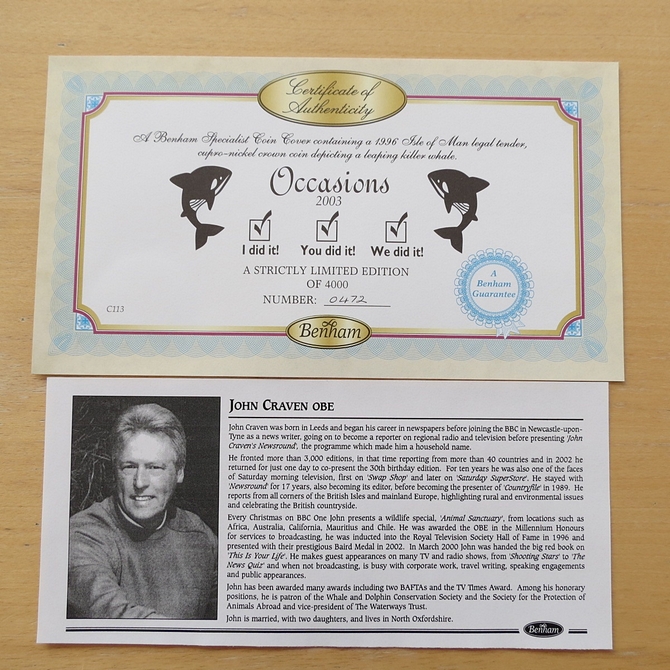 Certificate of
Authenticity
A Benham Specialist Coin Cover containing a 1996 Isle of Man legal tender,
cupro-nickel crown coin depicting a leaping killer whale.
Occasions
2003
I did it! You did it! We did it!
A STRICTLY LIMITED EDITION
OF 4000
NUMBER: 0472
A
Benham
Guarantee
C113
Benham
JOHN CRAVEN OBE
John Craven was born in Leeds and began his career in newspapers before joining the BBC in Newcastle-upon-
Tyne as a news writer, going on to become a reporter on regional radio and television before presenting 'John
Craven's Newsround', the programme which made him a household name.
He fronted more than 3,000 editions, in that time reporting from more than 40 countries and in 2002 he
returned for just one day to co-present the 30th birthday edition. For ten years he was also one of the faces
of Saturday morning television, first on 'Swap Shop' and later on 'Saturday SuperStore'. He stayed with
'Newsround' for 17 years, also becoming its editor, before becoming the presenter of 'Countryfile' in 1989. He
reports from all corners of the British Isles and mainland Europe, highlighting rural and environmental issues
and celebrating the British countryside.
Every Christmas on BBC One John presents a wildlife special, 'Animal Sanctuary', from locations such as
Africa, Australia, California, Mauritius and Chile. He was awarded the OBE in the Millennium Honours
for services to broadcasting, he was inducted into the Royal Television Society Hall of Fame in 1996 and
presented with their prestigious Baird Medal in 2002. In March 2000 John was handed the big red book on
'This Is Your Life'. He makes guest appearances on many TV and radio shows, from 'Shooting Stars' to 'The
News Quiz' and when not broadcasting, is busy with corporate work, travel writing, speaking engagements
and public appearances.
John has been awarded many awards including two BAFTAs and the TV Times Award. Among his honorary
positions, he is patron of the Whale and Dolphin Conservation Society and the Society for the Protection of
Animals Abroad and vice-president of The Waterways Trust.
John is married, with two daughters, and lives in North Oxfordshire.
Benham